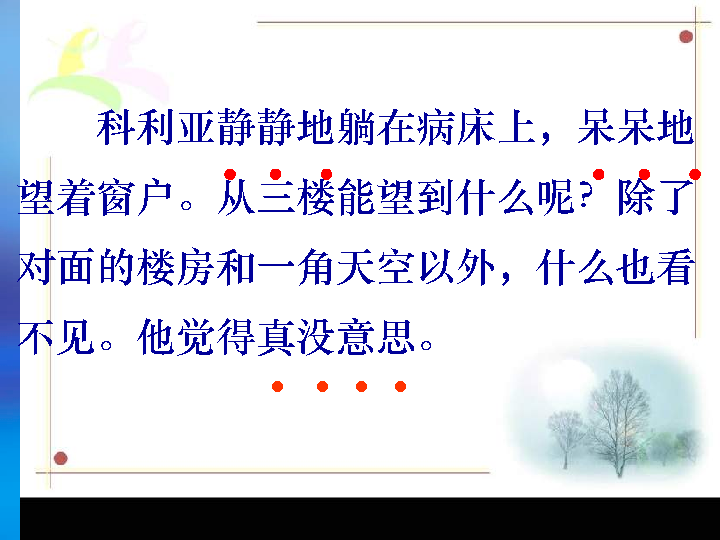 科利亚静静地躺在病床上，呆呆地
望着窗户。从三楼能望到什么呢？除了
对面的楼房和一角天空以外，什么也看
不见。他觉得真没意思。